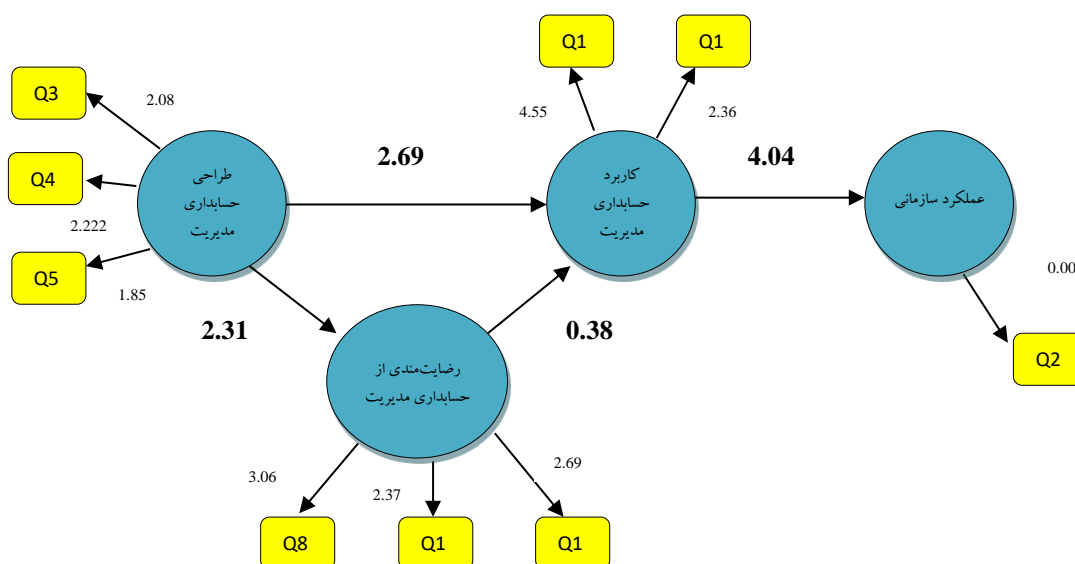 Q1
Q1
Q3
2.08
4.55
2.36
2.69
4.04
Q4
طراحی
حسابداری
مدیریت
کاربرد
حسابداری
مدیریت
عملکرد سازمانی
2.222
Q5
1.85
0.00
2.31
0.38
Q2
رضایت‌مندی از
حسابداری مدیریت
3.06
2.37
2.69
Q8
Q1
Q1